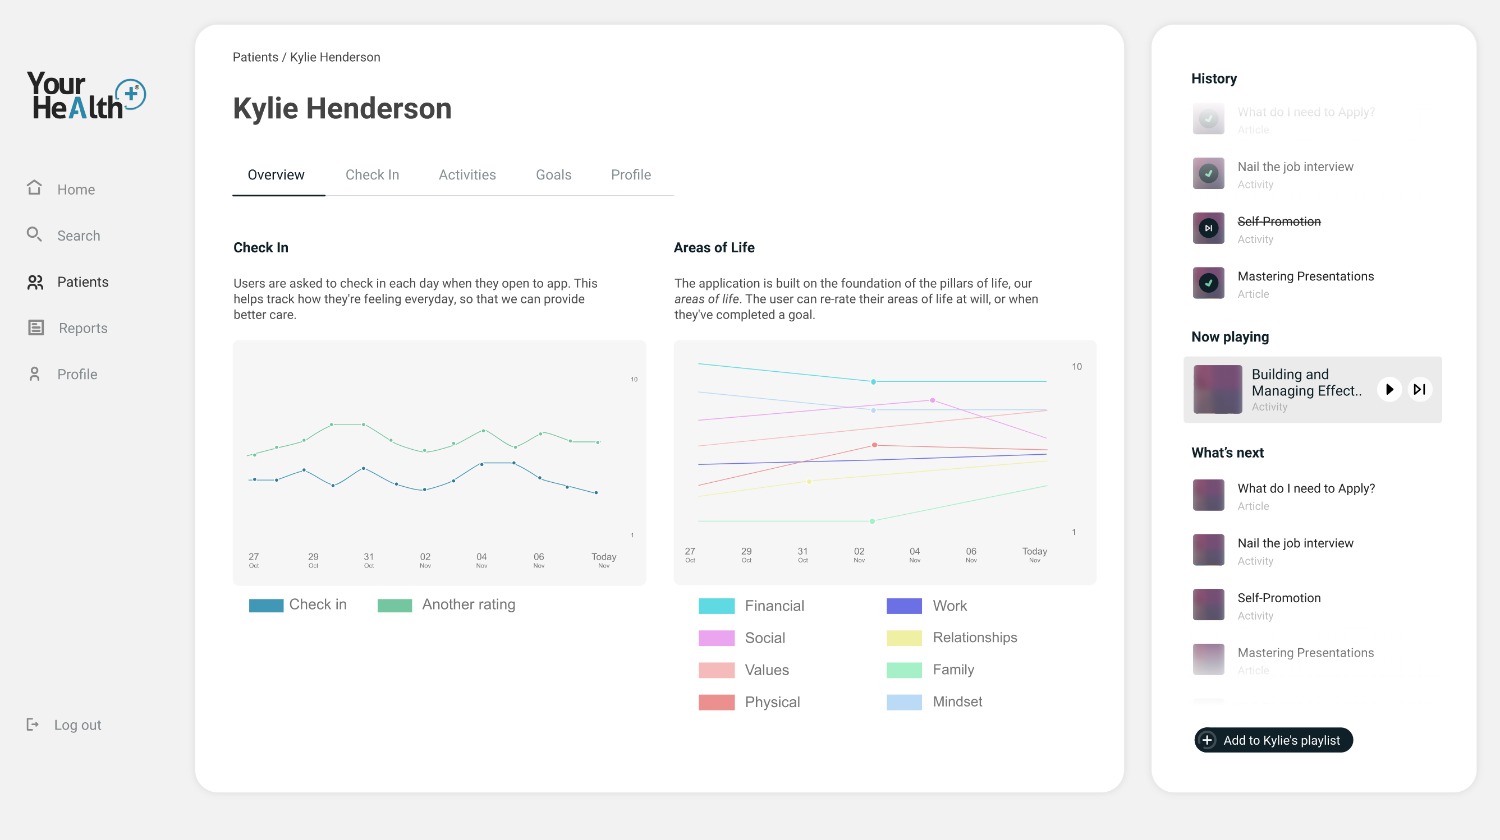 Your
HeAlth
Home
Search
Patients
Reports
Profile
Log out
Patients / Kylie Henderson
Kylie Henderson
Overview
Check In
Activities
Goals
Profile
Check In
Users are asked to check in each day when they open to app. This
helps track how they're feeling everyday, so that we can provide
better care.
10
1
27
Oct
29
Oct
31
Oct
02
Nov
04
Nov
06
Nov
Today
Nov
Check in
Another rating
Areas of Life
The application is built on the foundation of the pillars of life, our
areas of life. The user can re-rate their areas of life at will, or when
they've completed a goal.
10
1
27
Oct
29
Oct
31
Oct
02
Nov
04
Nov
06
Nov
Today
Nov
Financial
Work
Social
Relationships
Values
Family
Physical
Mindset
History
What do I need to Apply?
Article
Nail the job interview
Activity
Self-Promotion
Activity
Mastering Presentations
Article
Now playing
Building and
Managing Effect..
Activity
What's next
What do I need to Apply?
Article
Nail the job interview
Activity
Self-Promotion
Activity
Mastering Presentations
Article
Add to Kylie's playlist